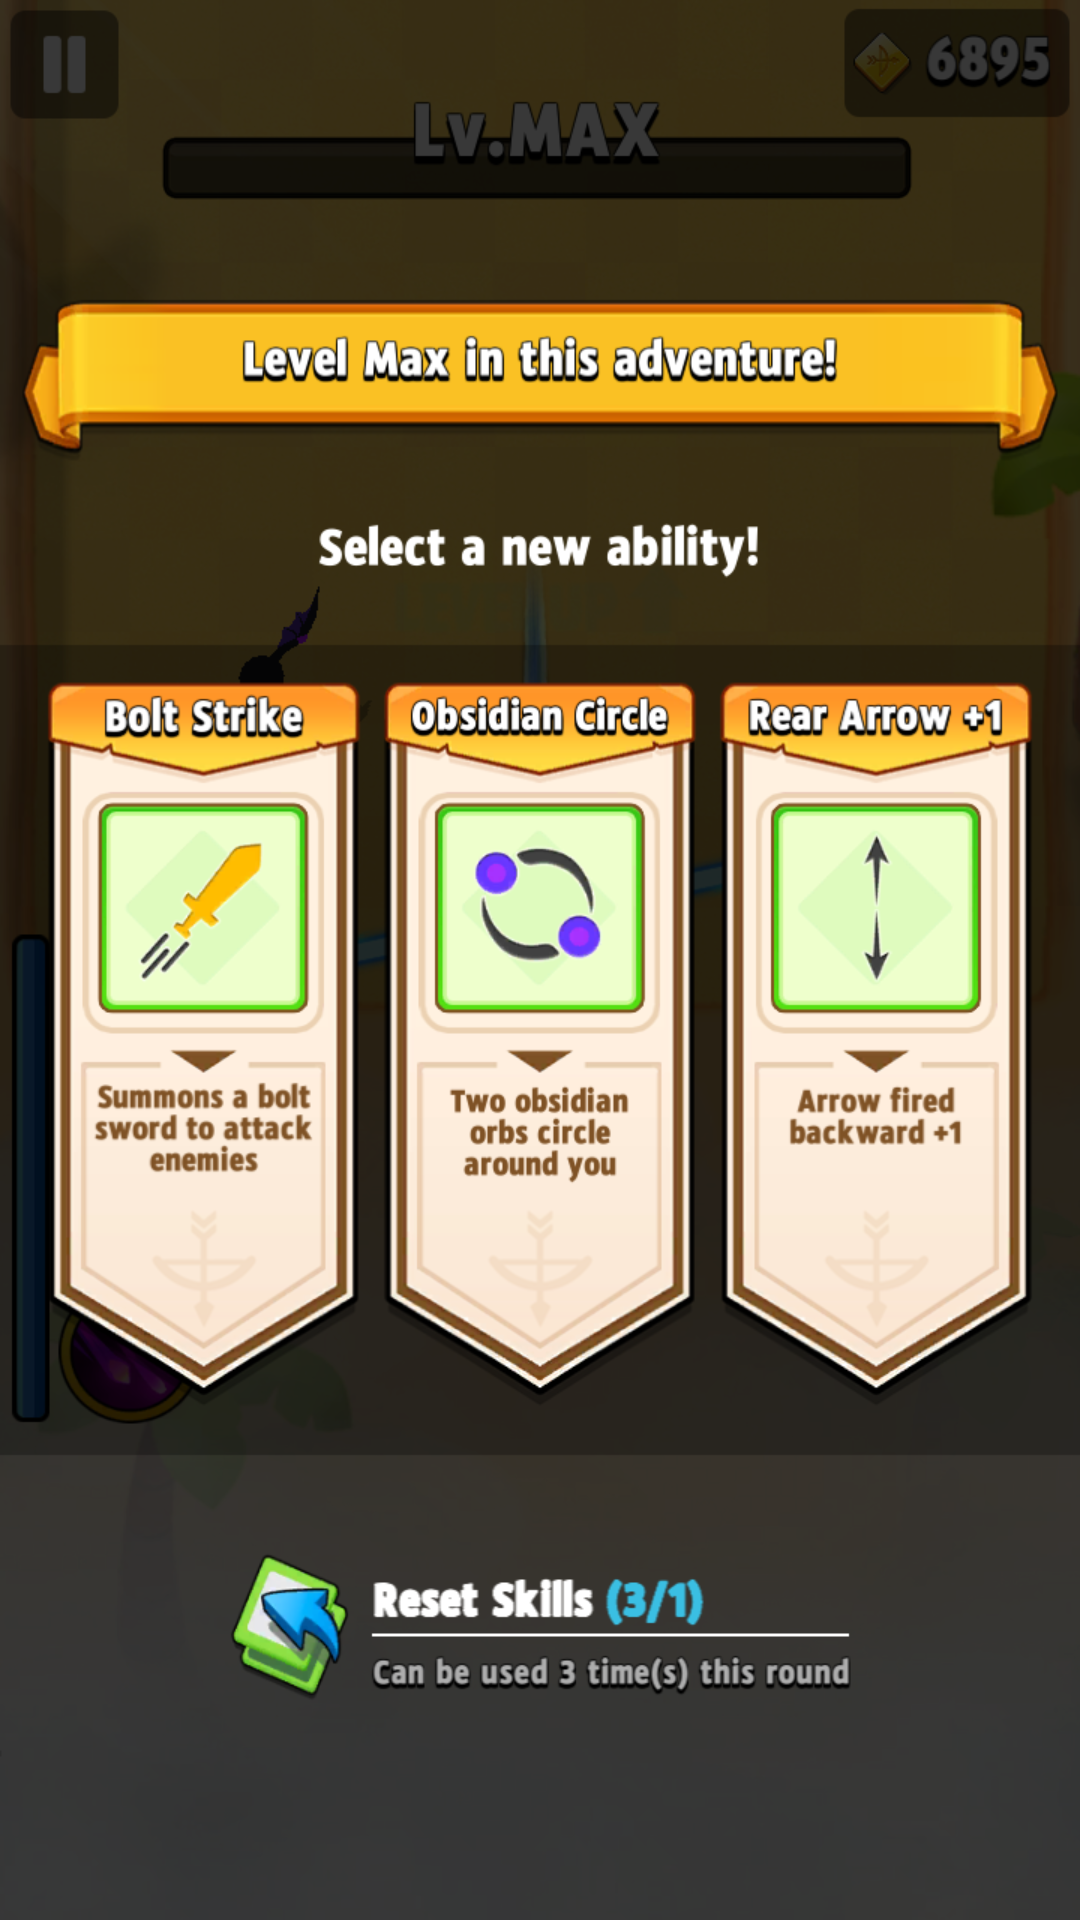 6895
Lv.MAX
Level Max in this adventure!
Select a new ability!
Bolt Strike
Obsidian Circle
Rear Arrow +1
Summons a bolt
sword to attack
enemies
Two obsidian
orbs circle
around you
Arrow fired
backward +1
Reset Skills (3/1)
Can be used 3 time(s) this round